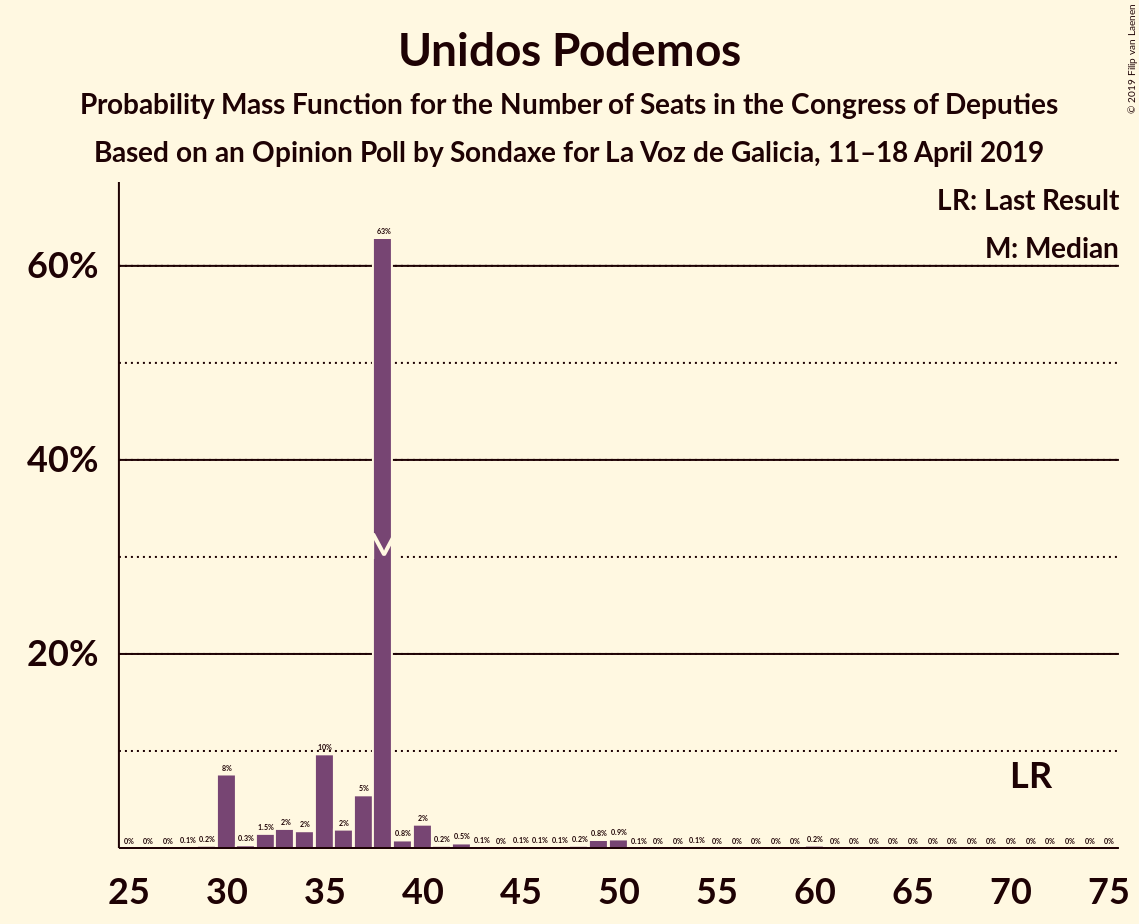 Unidos Podemos
Probability Mass Function for the Number of Seats in the Congress of Deputies
Based on an Opinion Poll by Sondaxe for La Voz de Galicia, 11–18 April 2019
© 2019 Filip van Laenen
LR: Last Result
M: Median
60%
40%
20%
63%
0% 0% 0% 0.1% 0.2% 8% 0.3% 1.5% 2% 2% 10% 2% 5% 0.8% 2% 0.2% 0.5% 0.1% 0% 0.1% 0.1% 0.1% 0.2% 0.8% 0.9% 0.1% 0% 0% 0.1% 0% 0% 0% 0% 0% 0% 0.2% 0% 0% 0% 0% 0% 0% 0% 0% 0% 0% 0% 0% 0% 0%
LR
25 30 35 40 45 50 55 60 65 70 75